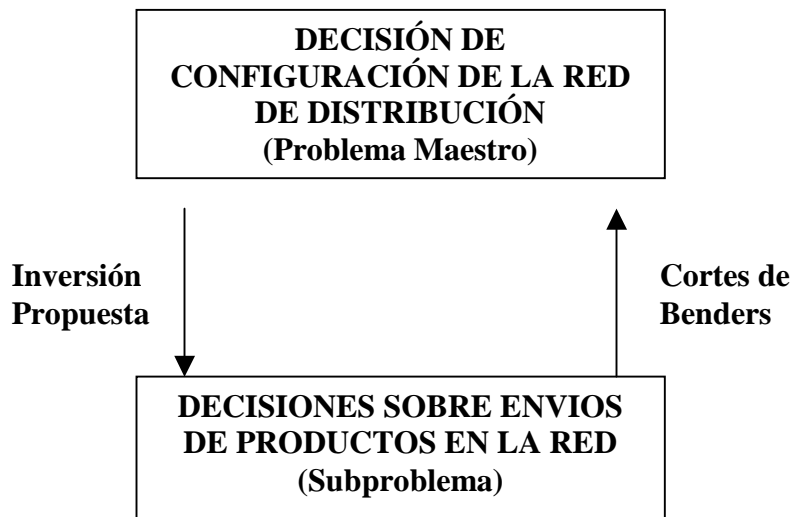 DECISIÓN DE
CONFIGURACIÓN DE LA RED
DE DISTRIBUCIÓN
(Problema Maestro)
Inversión
Propuesta
Cortes de
Benders
DECISIONES SOBRE ENVIOS
DE PRODUCTOS EN LA RED
(Subproblema)